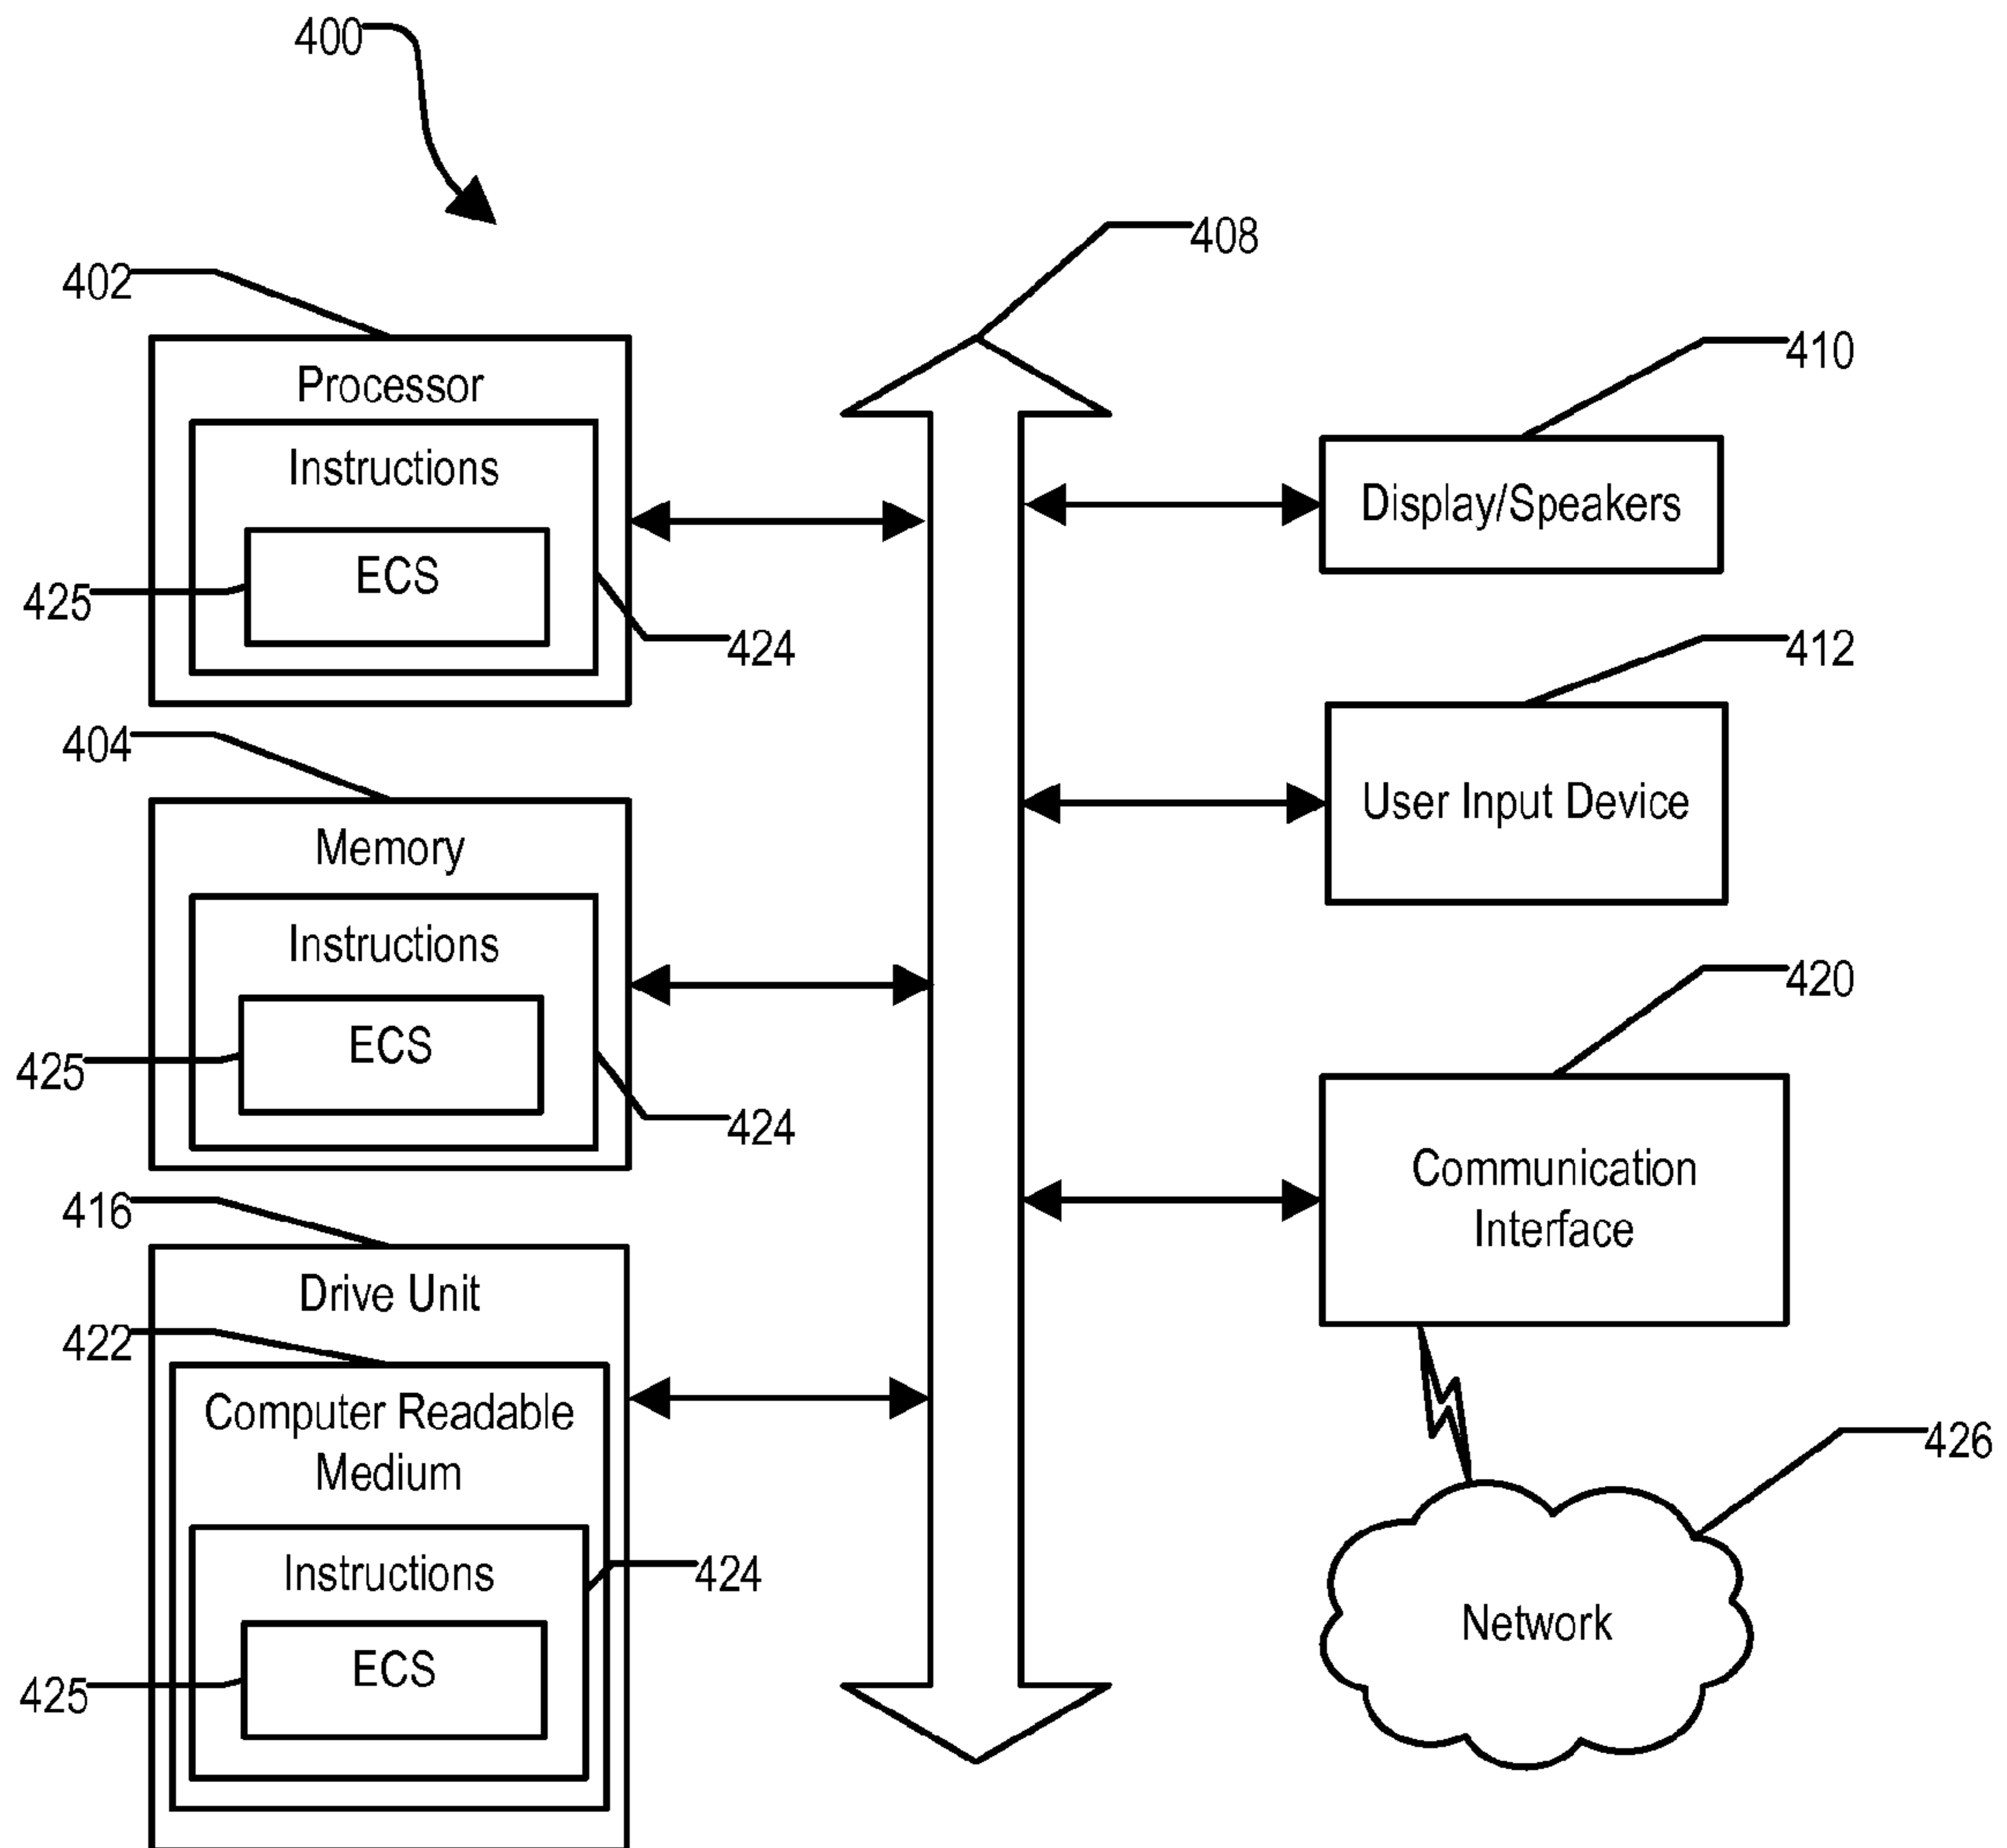 400
408
402
410
Processor
Instructions
Display/Speakers
ECS
425
424
412
404
User Input Device
Memory
Instructions
420
ECS
425
424
Communication
Interface
416
Drive Unit
422
Computer Readable
Medium
426
Instructions
424
Network
ECS
425